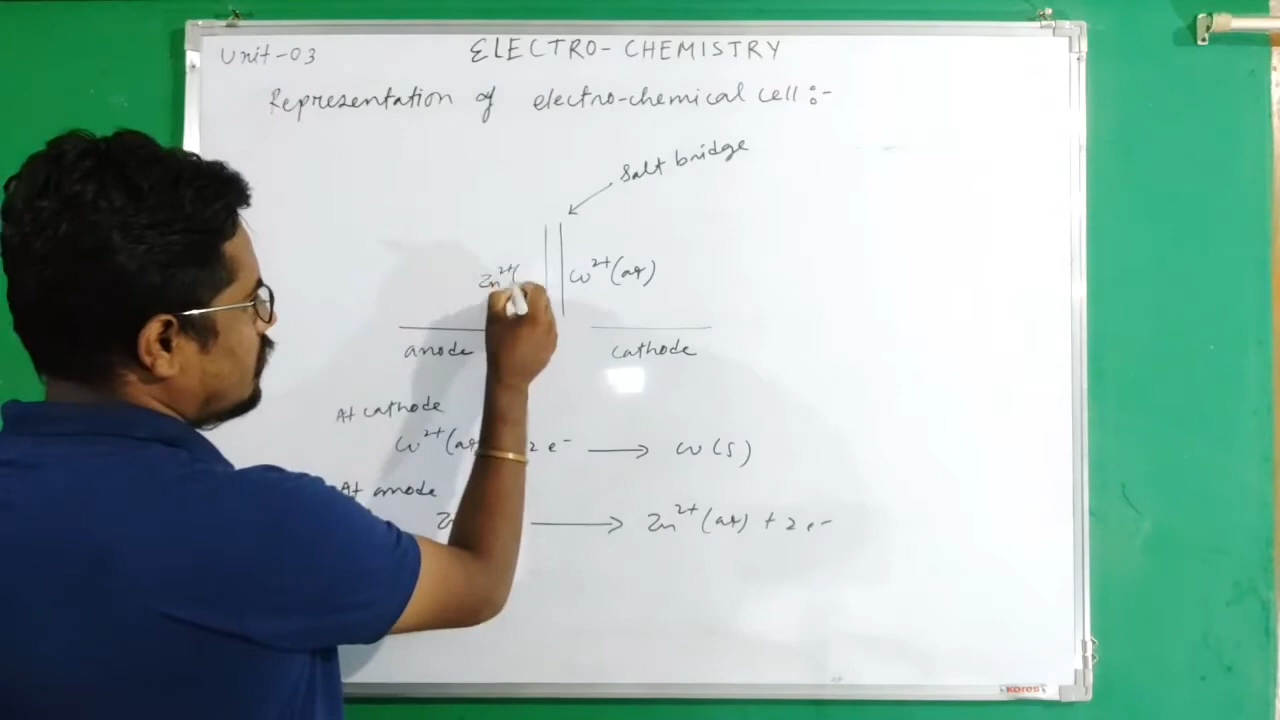 Unit-03
ELECTRO-CHEMISTRY
Representation of electro-chemical cell :-
Salt bridge
Zn²⁺( || Cu²⁺(aq)
anode
cathode
At cathode
Cu²⁺(aq 2e⁻ ⟶ Cu(s)
At anode
Z ⟶ Zn²⁺(aq) + 2e⁻
KORES